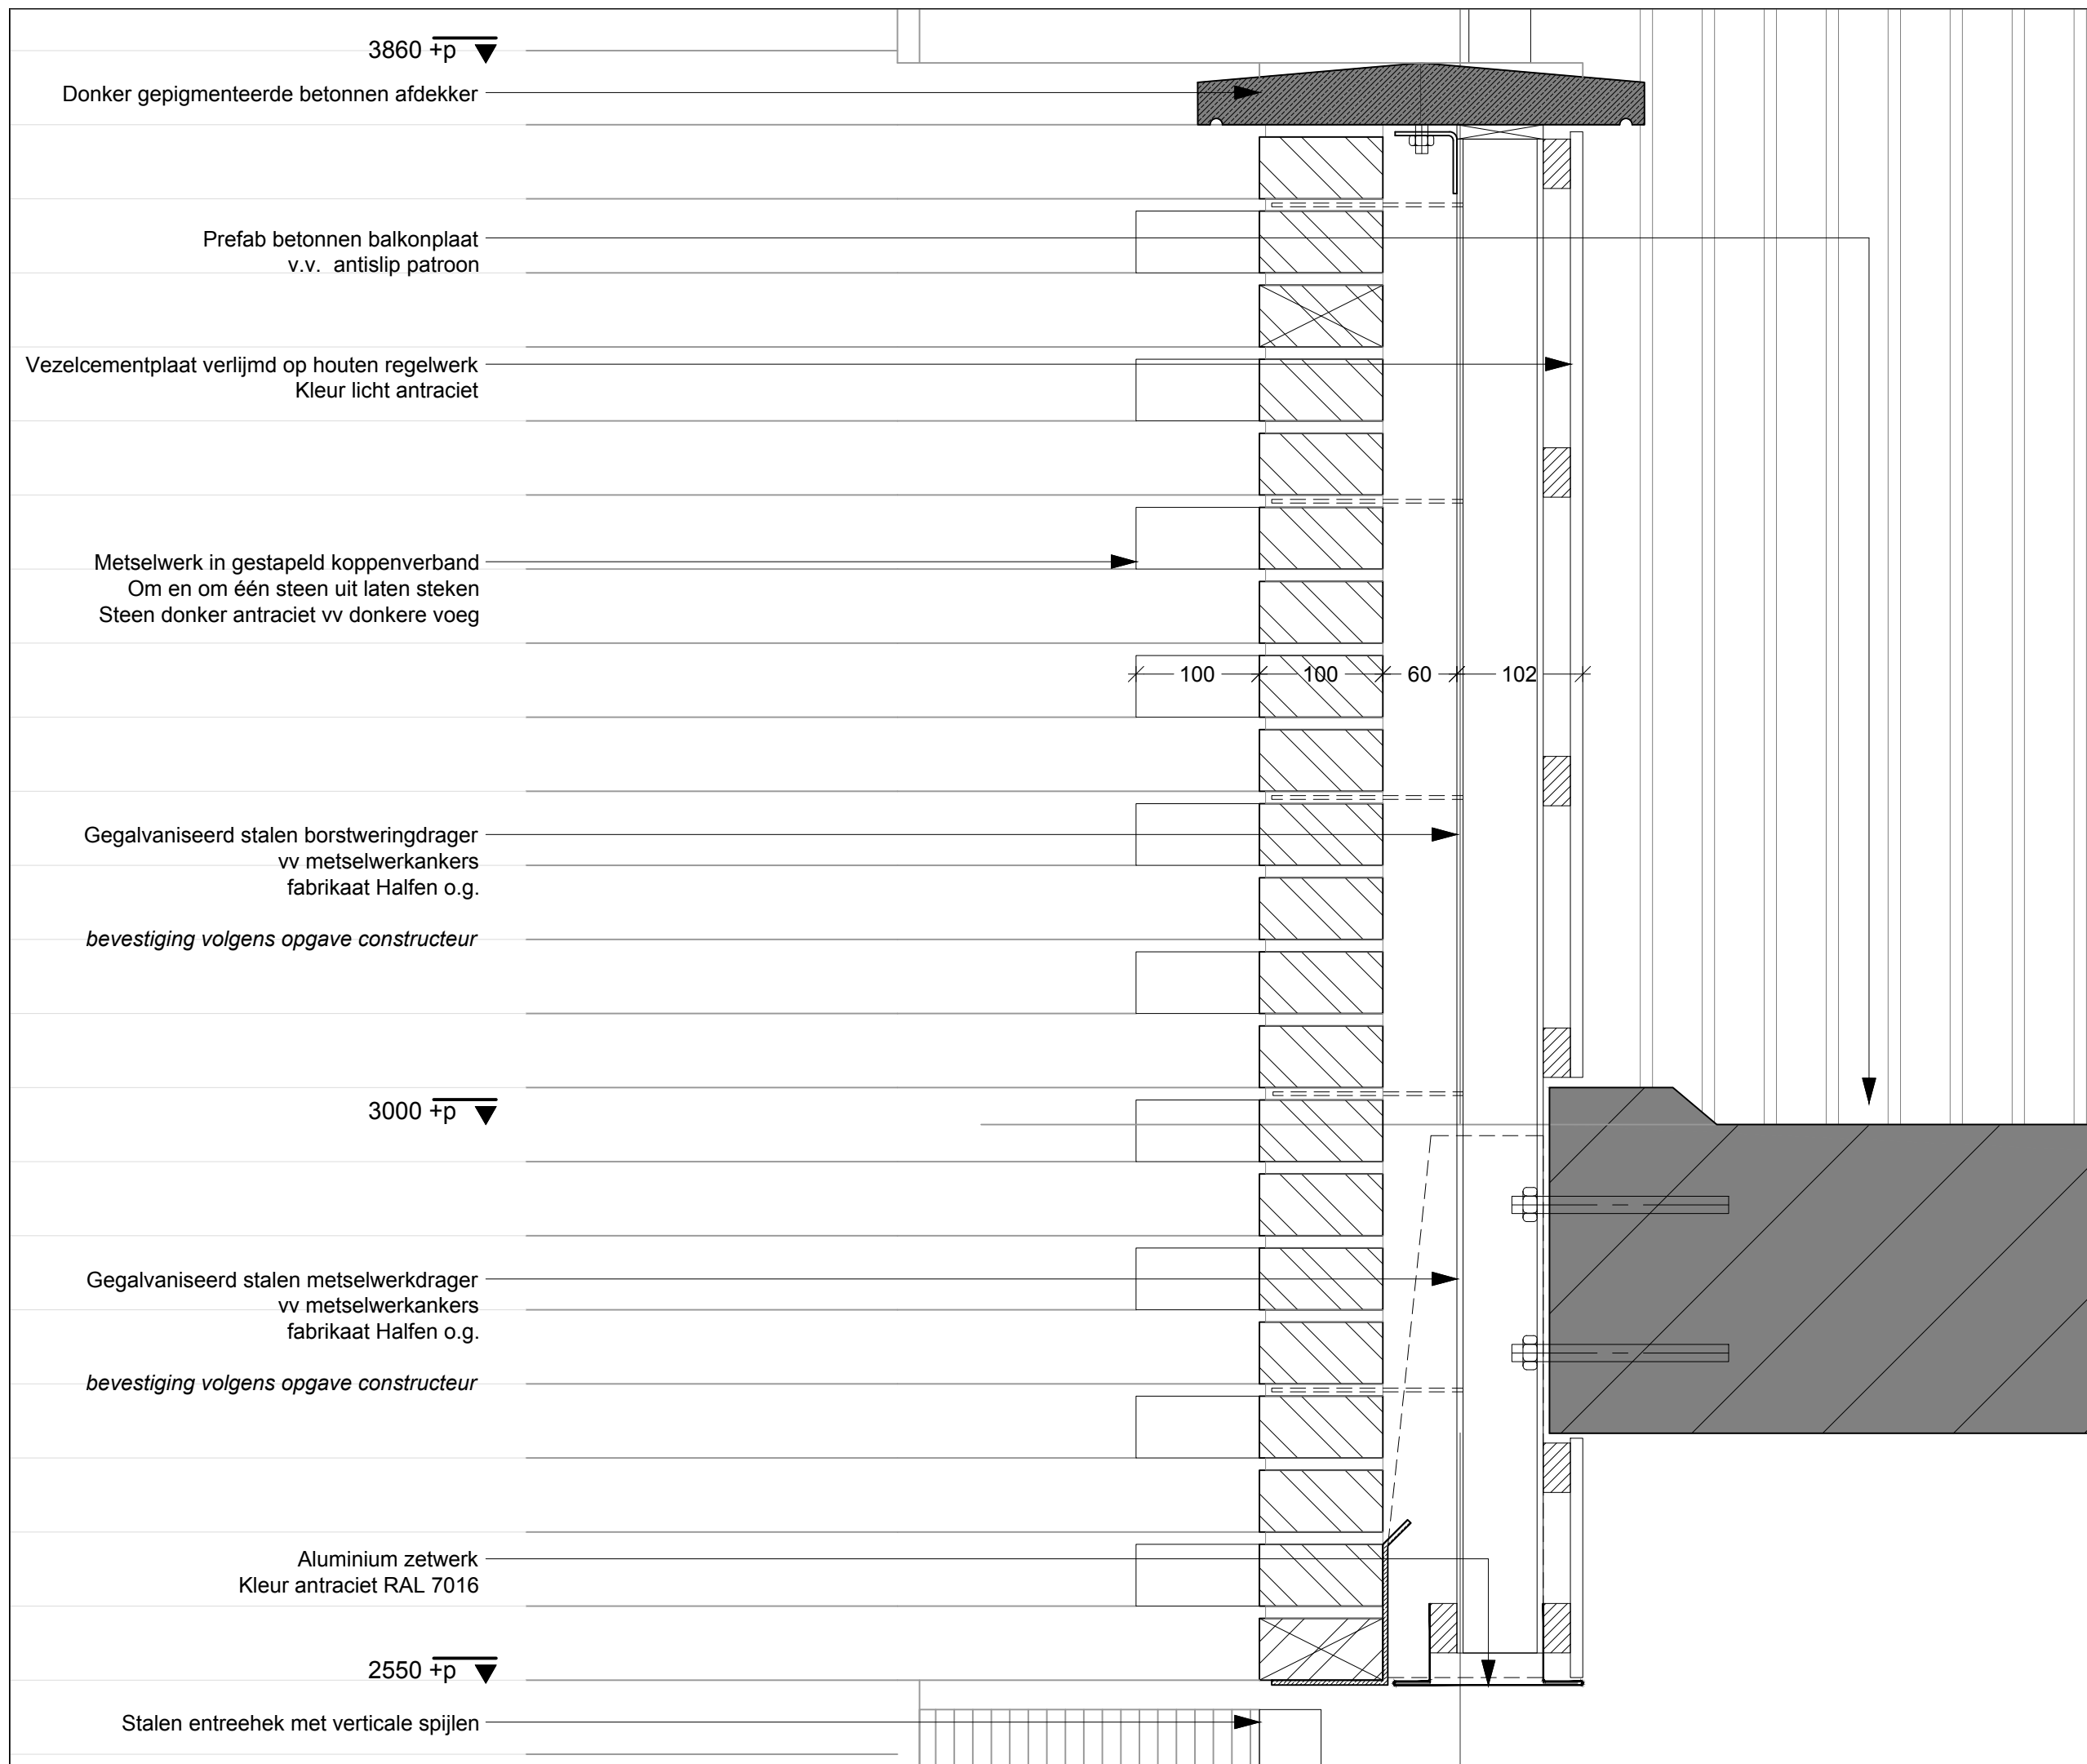 3860 +p
Donker gepigmenteerde betonnen afdekker
Prefab betonnen balkonplaat
v.v. antislip patroon
Vezelcementplaat verlijmd op houten regelwerk
Kleur licht antraciet
Metselwerk in gestapeld koppenverband
Om en om één steen uit laten steken
Steen donker antraciet vv donkere voeg
100 100 60 102
Gegalvaniseerd stalen borstweringdrager
vv metselwerkankers
fabrikaat Halfen o.g.
bevestiging volgens opgave constructeur
3000 +p
Gegalvaniseerd stalen metselwerkdrager
vv metselwerkankers
fabrikaat Halfen o.g.
bevestiging volgens opgave constructeur
Aluminium zetwerk
Kleur antraciet RAL 7016
2550 +p
Stalen entreehek met verticale spijlen